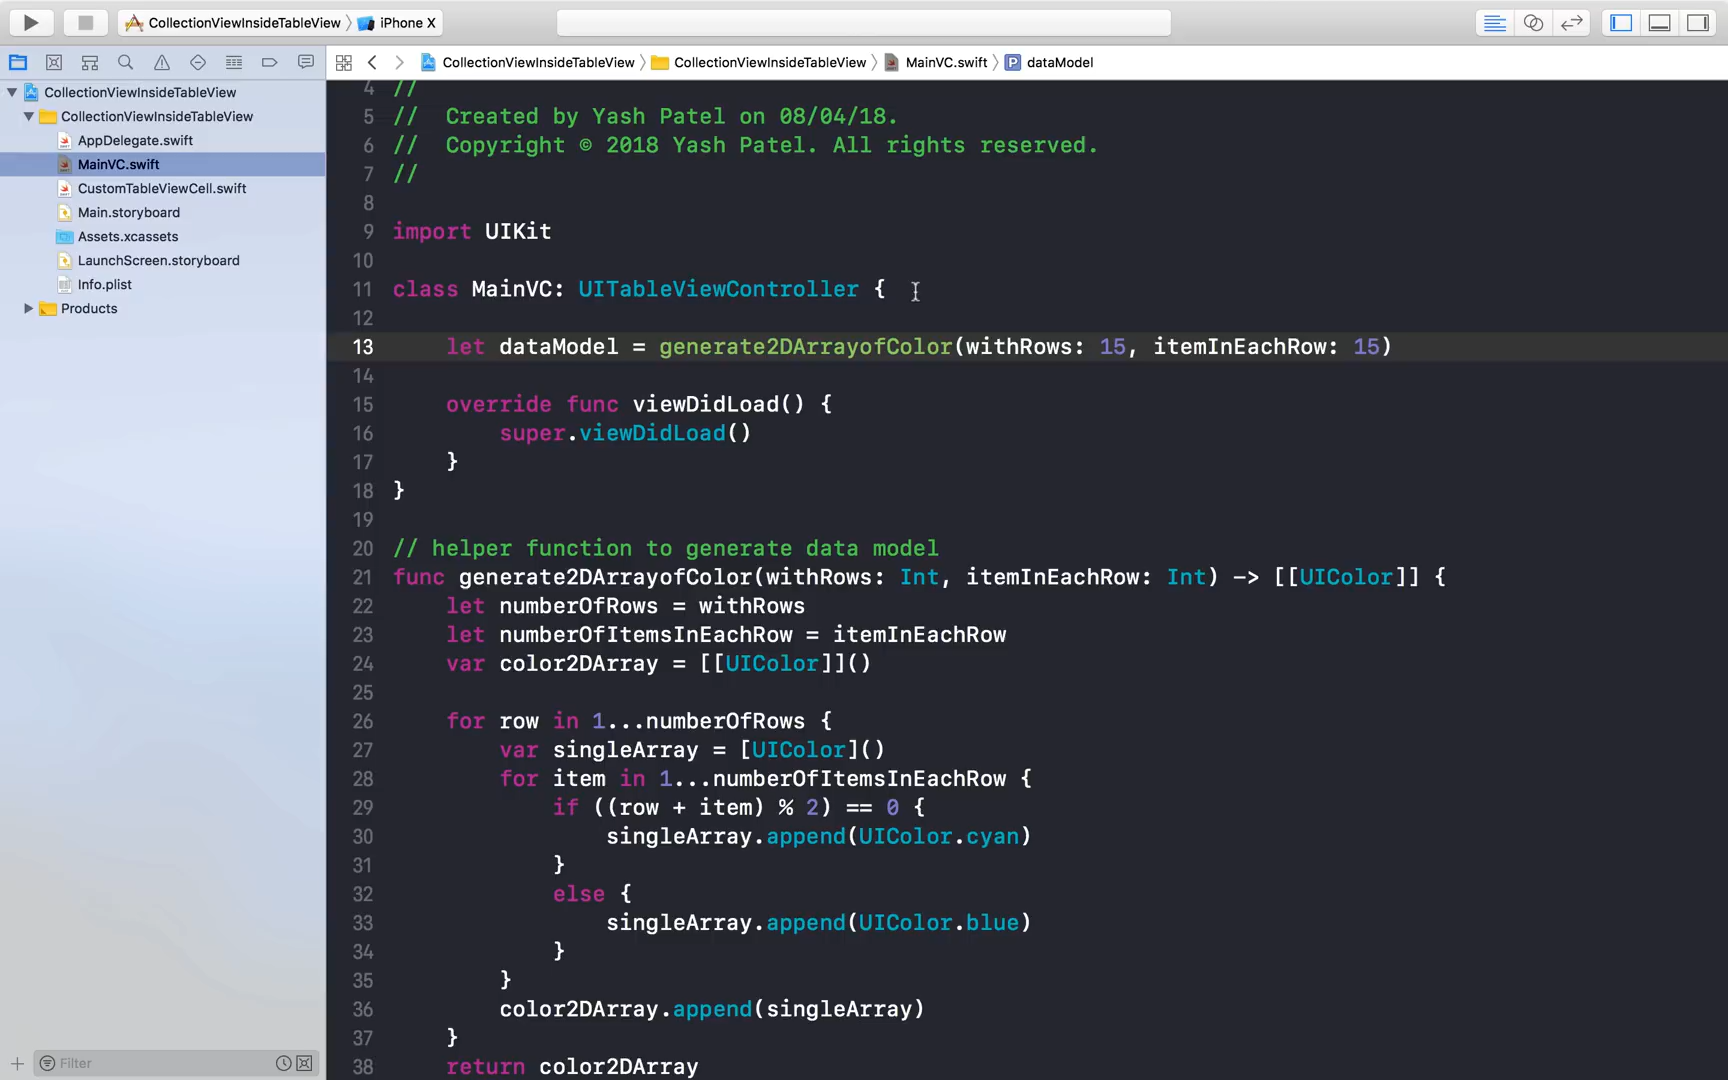 CollectionViewInsideTableView
iPhone X
CollectionViewInsideTableView
CollectionViewInsideTableView
MainVC.swift
P dataModel
CollectionViewInsideTableView
CollectionViewInsideTableView
AppDelegate.swift
MainVC.swift
CustomTableViewCell.swift
Main.storyboard
Assets.xcassets
LaunchScreen.storyboard
Info.plist
Products
Filter
4 //
5 // Created by Yash Patel on 08/04/18.
6 // Copyright © 2018 Yash Patel. All rights reserved.
7 //
8
9 import UIKit
10
11 class MainVC: UITableViewController {
12
13 let dataModel = generate2DArrayofColor(withRows: 15, itemInEachRow: 15)
14
15 override func viewDidLoad() {
16 super.viewDidLoad()
17 }
18 }
19
20 // helper function to generate data model
21 func generate2DArrayofColor(withRows: Int, itemInEachRow: Int) -> [[UIColor]] {
22 let numberOfRows = withRows
23 let numberOfItemsInEachRow = itemInEachRow
24 var color2DArray = [[UIColor]]()
25
26 for row in 1...numberOfRows {
27 var singleArray = [UIColor]()
28 for item in 1...numberOfItemsInEachRow {
29 if ((row + item) % 2) == 0 {
30 singleArray.append(UIColor.cyan)
31 }
32 else {
33 singleArray.append(UIColor.blue)
34 }
35 }
36 color2DArray.append(singleArray)
37 }
38 return color2DArray